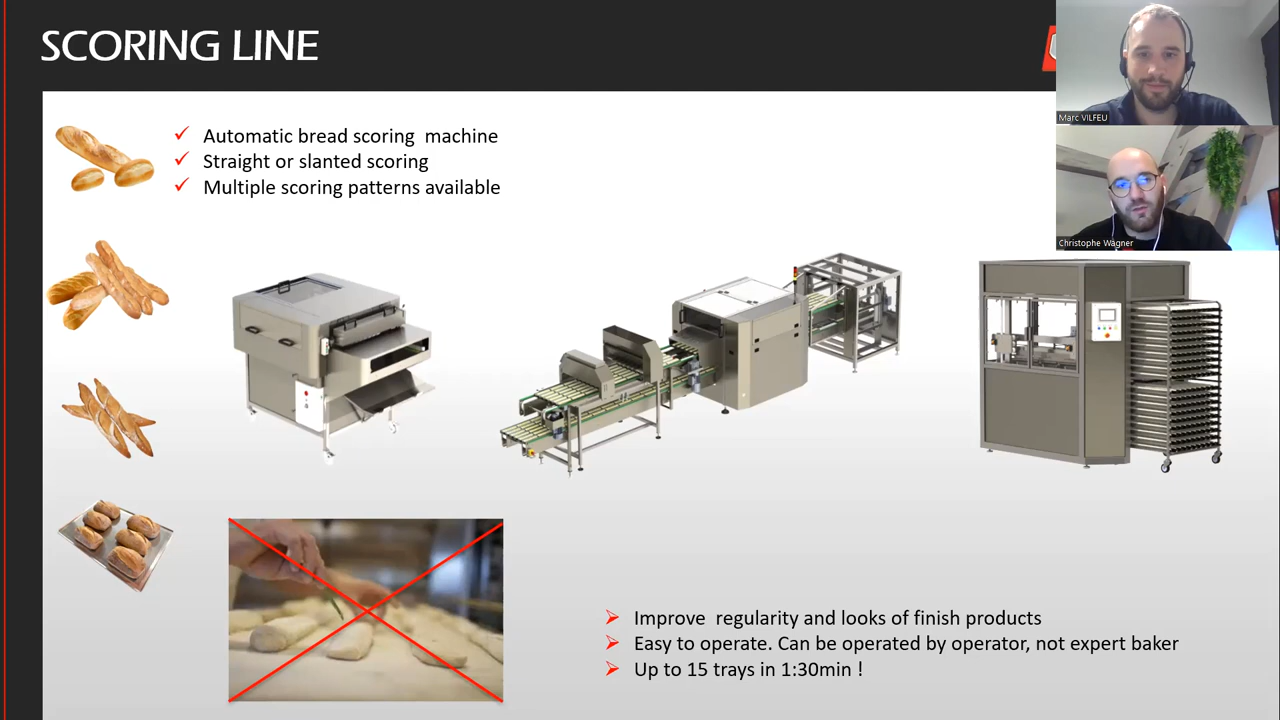 SCORING LINE
Marc VILFEU
Christophe Wagner
Automatic bread scoring machine
Straight or slanted scoring
Multiple scoring patterns available
Improve regularity and looks of finish products
Easy to operate. Can be operated by operator, not expert baker
Up to 15 trays in 1:30min !